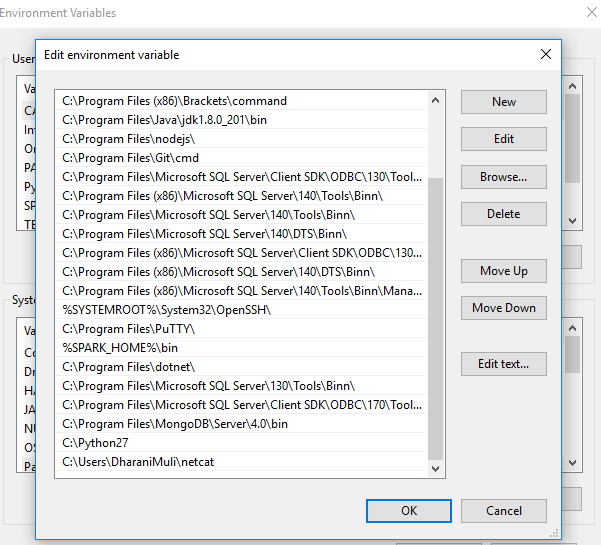 Environment Variables
Edit environment variable
User
Va
CA
In
On
PA
Py
SP
TE
C:\Program Files (x86)\Brackets\command
C:\Program Files\Java\jdk1.8.0_201\bin
C:\Program Files\nodejs\
C:\Program Files\Git\cmd
C:\Program Files\Microsoft SQL Server\Client SDK\ODBC\130\Tool...
C:\Program Files (x86)\Microsoft SQL Server\140\Tools\Binn\
C:\Program Files\Microsoft SQL Server\140\Tools\Binn\
C:\Program Files\Microsoft SQL Server\140\DTS\Binn\
C:\Program Files (x86)\Microsoft SQL Server\Client SDK\ODBC\130...
C:\Program Files (x86)\Microsoft SQL Server\140\DTS\Binn\
C:\Program Files (x86)\Microsoft SQL Server\140\Tools\Binn\Mana...
%SYSTEMROOT%\System32\OpenSSH\
C:\Program Files\PuTTY\
%SPARK_HOME%\bin
C:\Program Files\dotnet\
C:\Program Files\Microsoft SQL Server\130\Tools\Binn\
C:\Program Files\Microsoft SQL Server\Client SDK\ODBC\170\Tool...
C:\Program Files\MongoDB\Server\4.0\bin
C:\Python27
C:\Users\DharaniMuli\netcat
New
Edit
Browse...
Delete
Move Up
Move Down
Edit text...
Syste
Va
Co
Dr
HA
JA
NU
OS
Pa
OK
Cancel